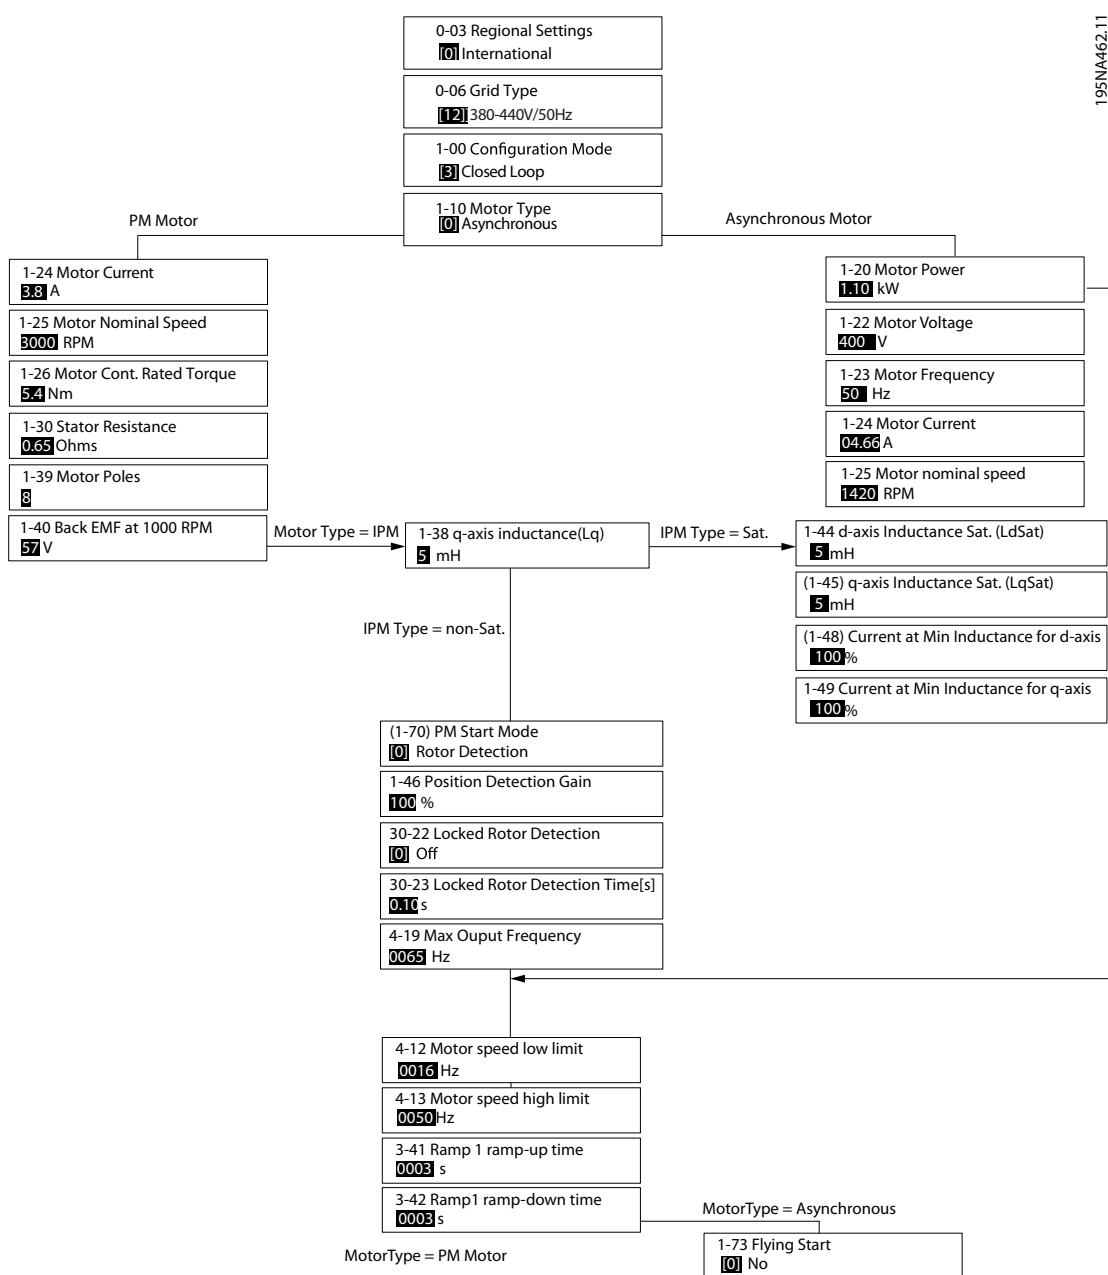 195NA462.11
0-03 Regional Settings
[0] International
0-06 Grid Type
[12] 380-440V/50Hz
1-00 Configuration Mode
[3] Closed Loop
1-10 Motor Type
[0] Asynchronous
PM Motor
Asynchronous Motor
1-24 Motor Current
3.8 A
1-25 Motor Nominal Speed
3000 RPM
1-26 Motor Cont. Rated Torque
5.4 Nm
1-30 Stator Resistance
0.65 Ohms
1-39 Motor Poles
8
1-40 Back EMF at 1000 RPM
57 V
1-20 Motor Power
1.10 kW
1-22 Motor Voltage
400 V
1-23 Motor Frequency
50 Hz
1-24 Motor Current
04.66 A
1-25 Motor nominal speed
1420 RPM
Motor Type = IPM
1-38 q-axis inductance(Lq)
5 mH
IPM Type = Sat.
1-44 d-axis Inductance Sat. (LdSat)
5 mH
(1-45) q-axis Inductance Sat. (LqSat)
5 mH
(1-48) Current at Min Inductance for d-axis
100 %
1-49 Current at Min Inductance for q-axis
100 %
IPM Type = non-Sat.
(1-70) PM Start Mode
[0] Rotor Detection
1-46 Position Detection Gain
100 %
30-22 Locked Rotor Detection
[0] Off
30-23 Locked Rotor Detection Time[s]
0.10 s
4-19 Max Ouput Frequency
0065 Hz
4-12 Motor speed low limit
0016 Hz
4-13 Motor speed high limit
0050 Hz
3-41 Ramp 1 ramp-up time
0003 s
3-42 Ramp1 ramp-down time
0003 s
MotorType = Asynchronous
MotorType = PM Motor
1-73 Flying Start
[0] No